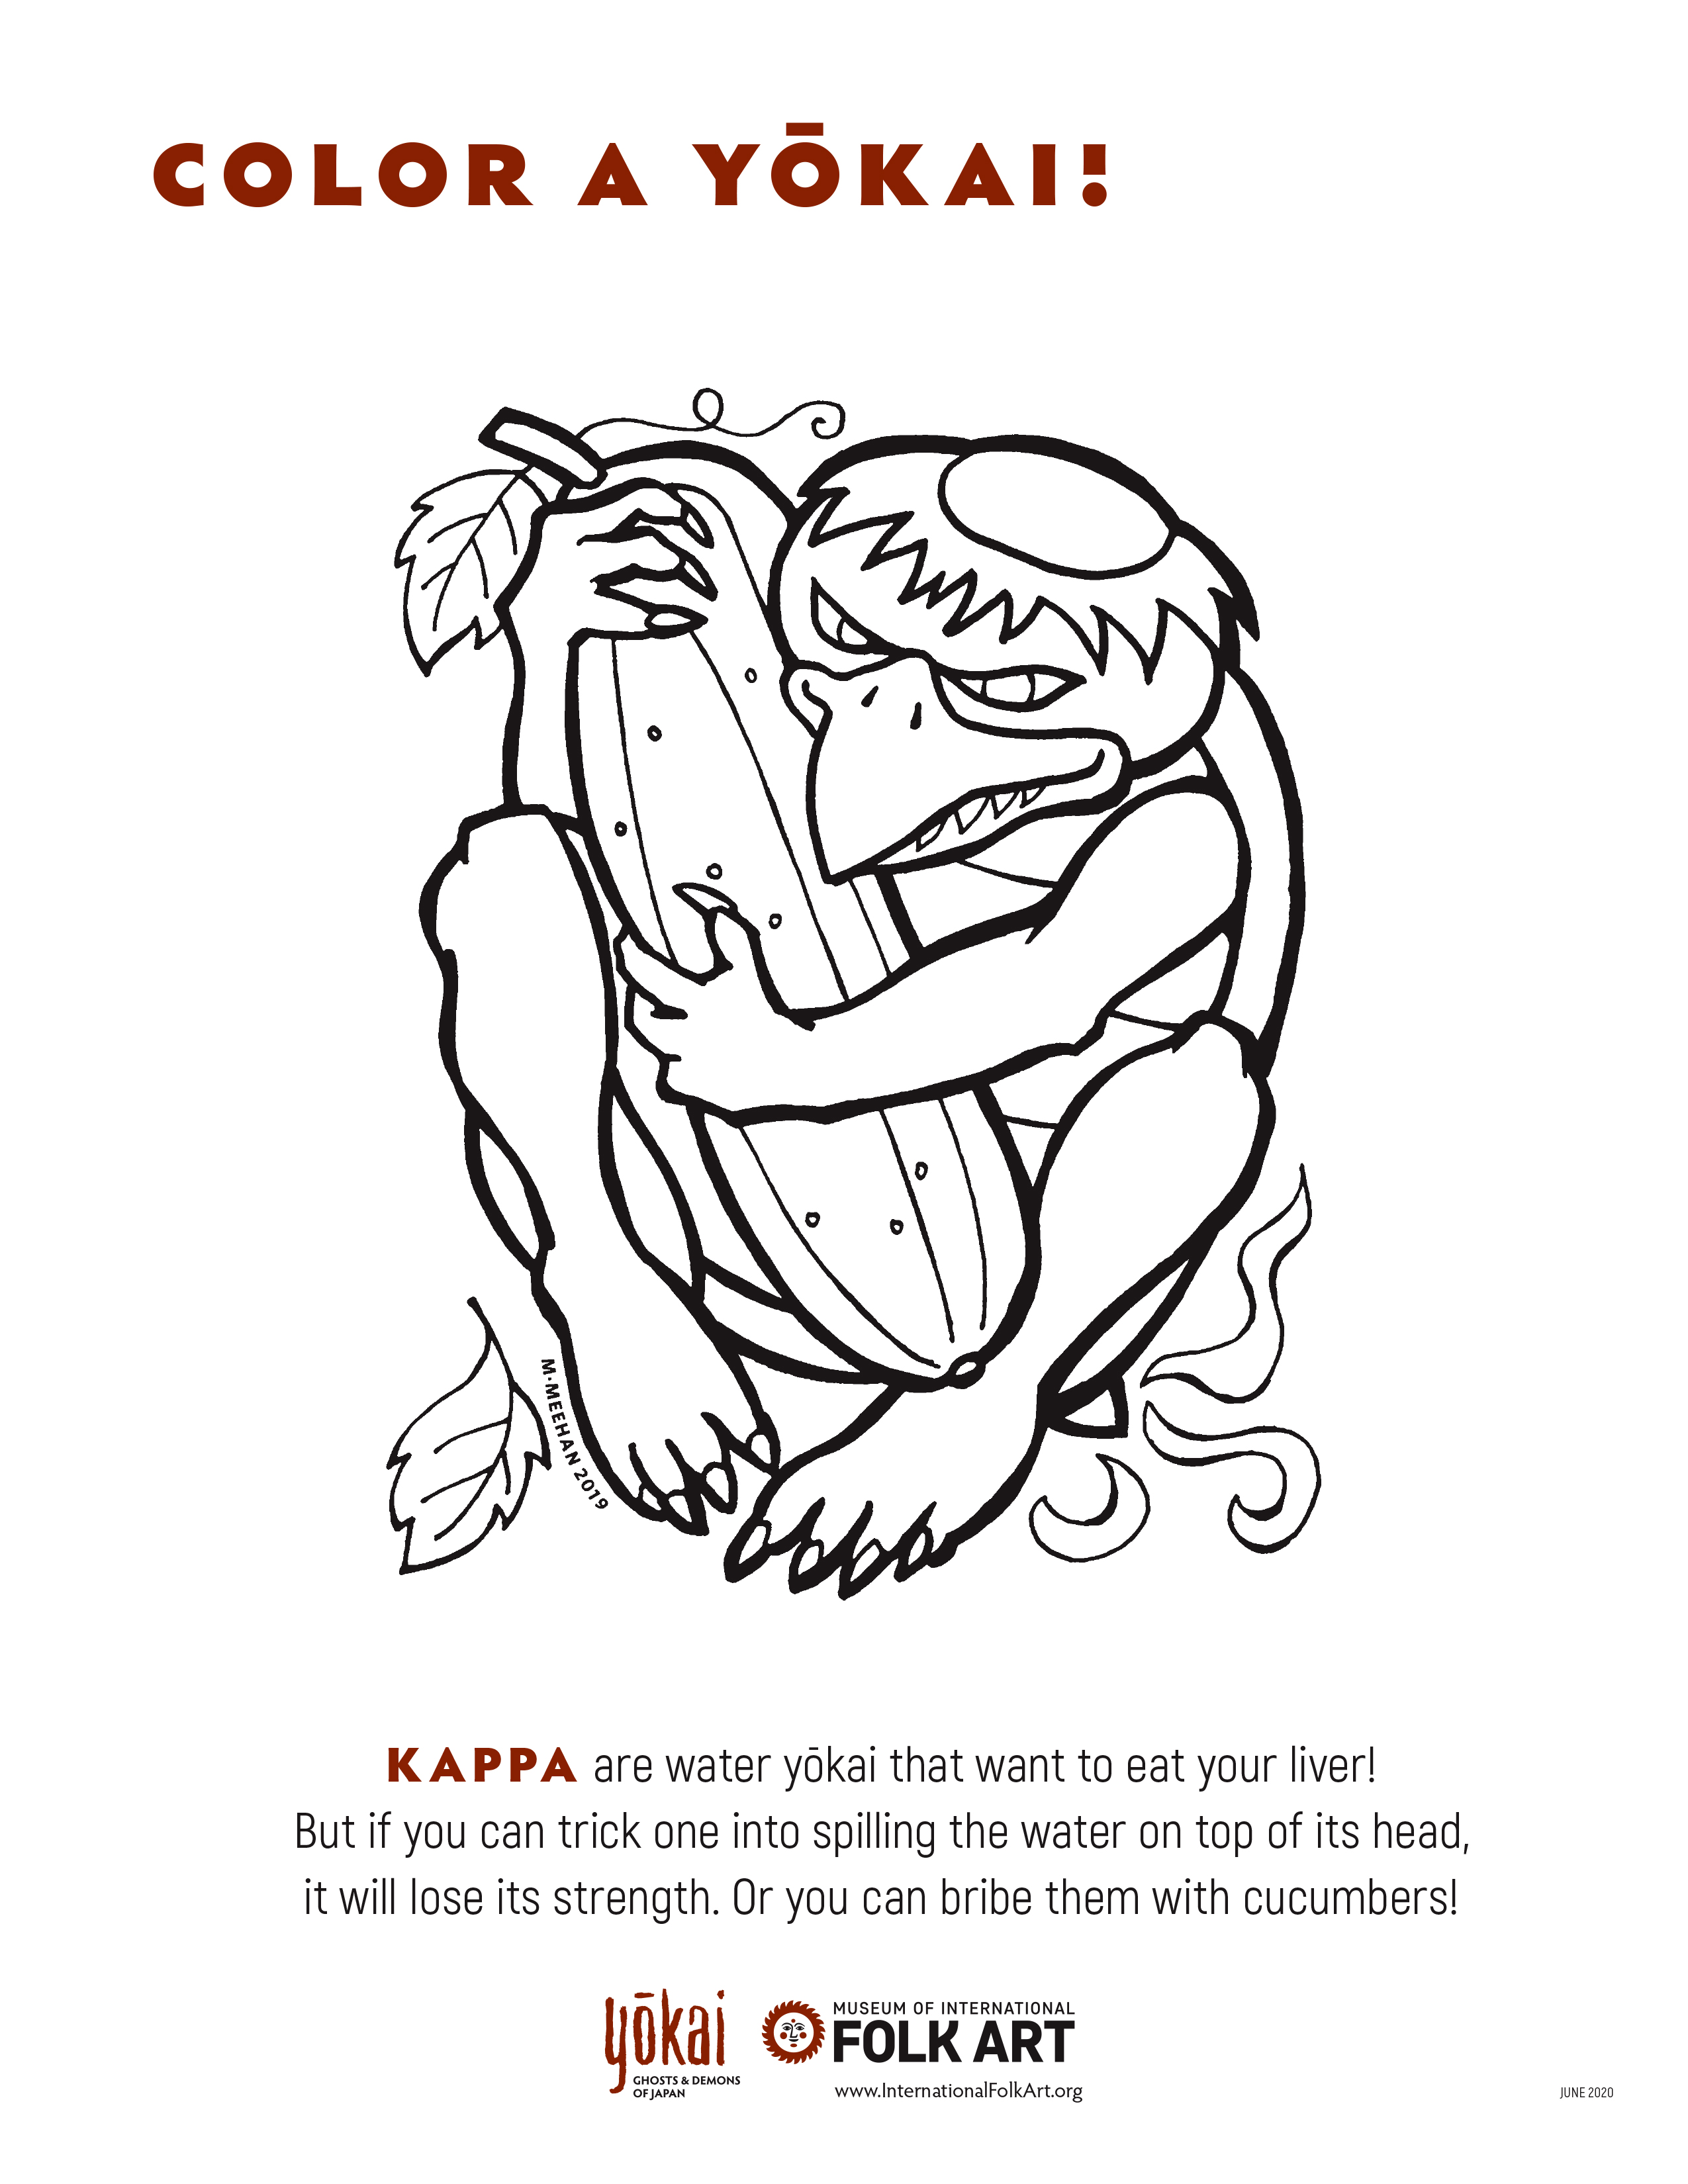 COLOR A YŌKAI!
M·MEEHAN 2019
KAPPA are water yōkai that want to eat your liver!
But if you can trick one into spilling the water on top of its head,
it will lose its strength. Or you can bribe them with cucumbers!
yōkai
GHOSTS & DEMONS
OF JAPAN
MUSEUM OF INTERNATIONAL
FOLK ART
www.InternationalFolkArt.org
JUNE 2020